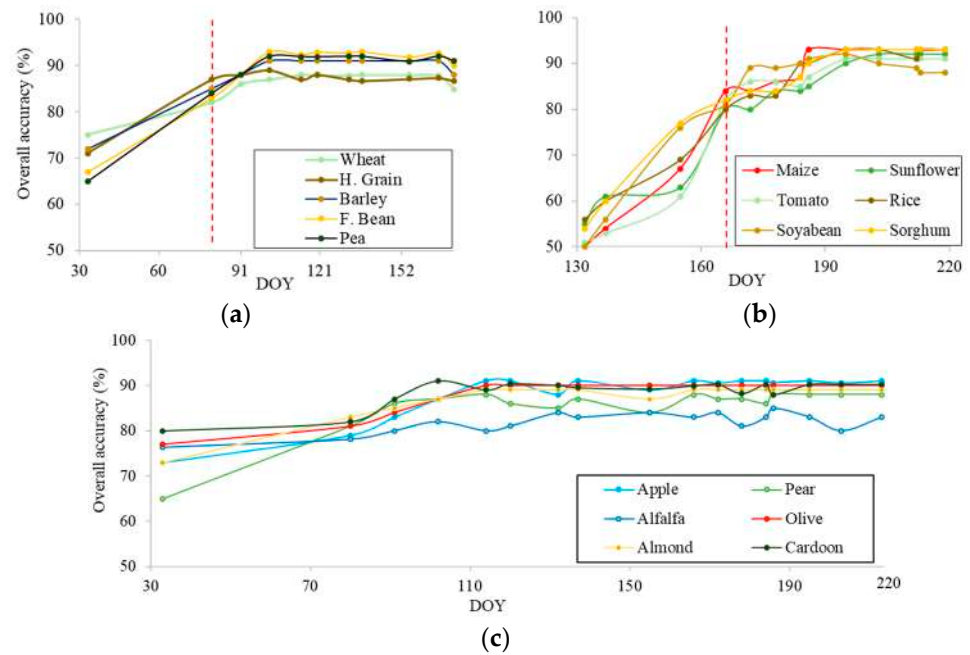 Overall accuracy (%)
100
90
80
70
60
50
30
60
91
121
152
DOY
Wheat
H. Grain
Barley
F. Bean
Pea
(a)
100
90
80
70
60
50
132
160
190
219
DOY
Maize
Sunflower
Tomato
Rice
Soyabean
Sorghum
(b)
Overall accuracy (%)
100
90
80
70
60
50
30
70
110
150
190
220
DOY
Apple
Pear
Alfalfa
Olive
Almond
Cardoon
(c)